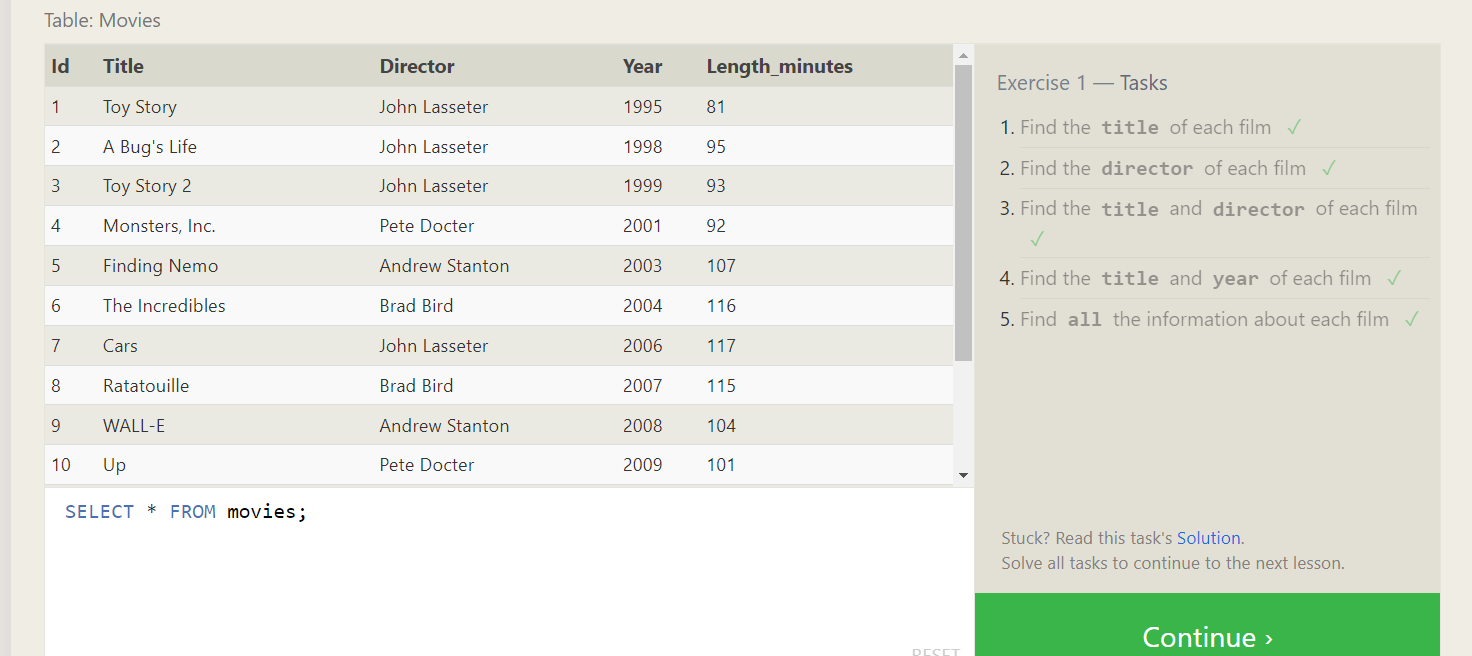 Table: Movies
Id Title Director Year Length_minutes
1 Toy Story John Lasseter 1995 81
2 A Bug's Life John Lasseter 1998 95
3 Toy Story 2 John Lasseter 1999 93
4 Monsters, Inc. Pete Docter 2001 92
5 Finding Nemo Andrew Stanton 2003 107
6 The Incredibles Brad Bird 2004 116
7 Cars John Lasseter 2006 117
8 Ratatouille Brad Bird 2007 115
9 WALL-E Andrew Stanton 2008 104
10 Up Pete Docter 2009 101
SELECT * FROM movies;
RESET
Exercise 1 — Tasks
1. Find the title of each film ✓
2. Find the director of each film ✓
3. Find the title and director of each film
✓
4. Find the title and year of each film ✓
5. Find all the information about each film ✓
Stuck? Read this task's Solution.
Solve all tasks to continue to the next lesson.
Continue ›